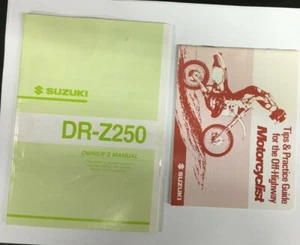 SUZUKI
DR-Z250
OWNER'S MANUAL
Tips & Practice Guide
for the Off-Highway
Motorcyclist
SUZUKI